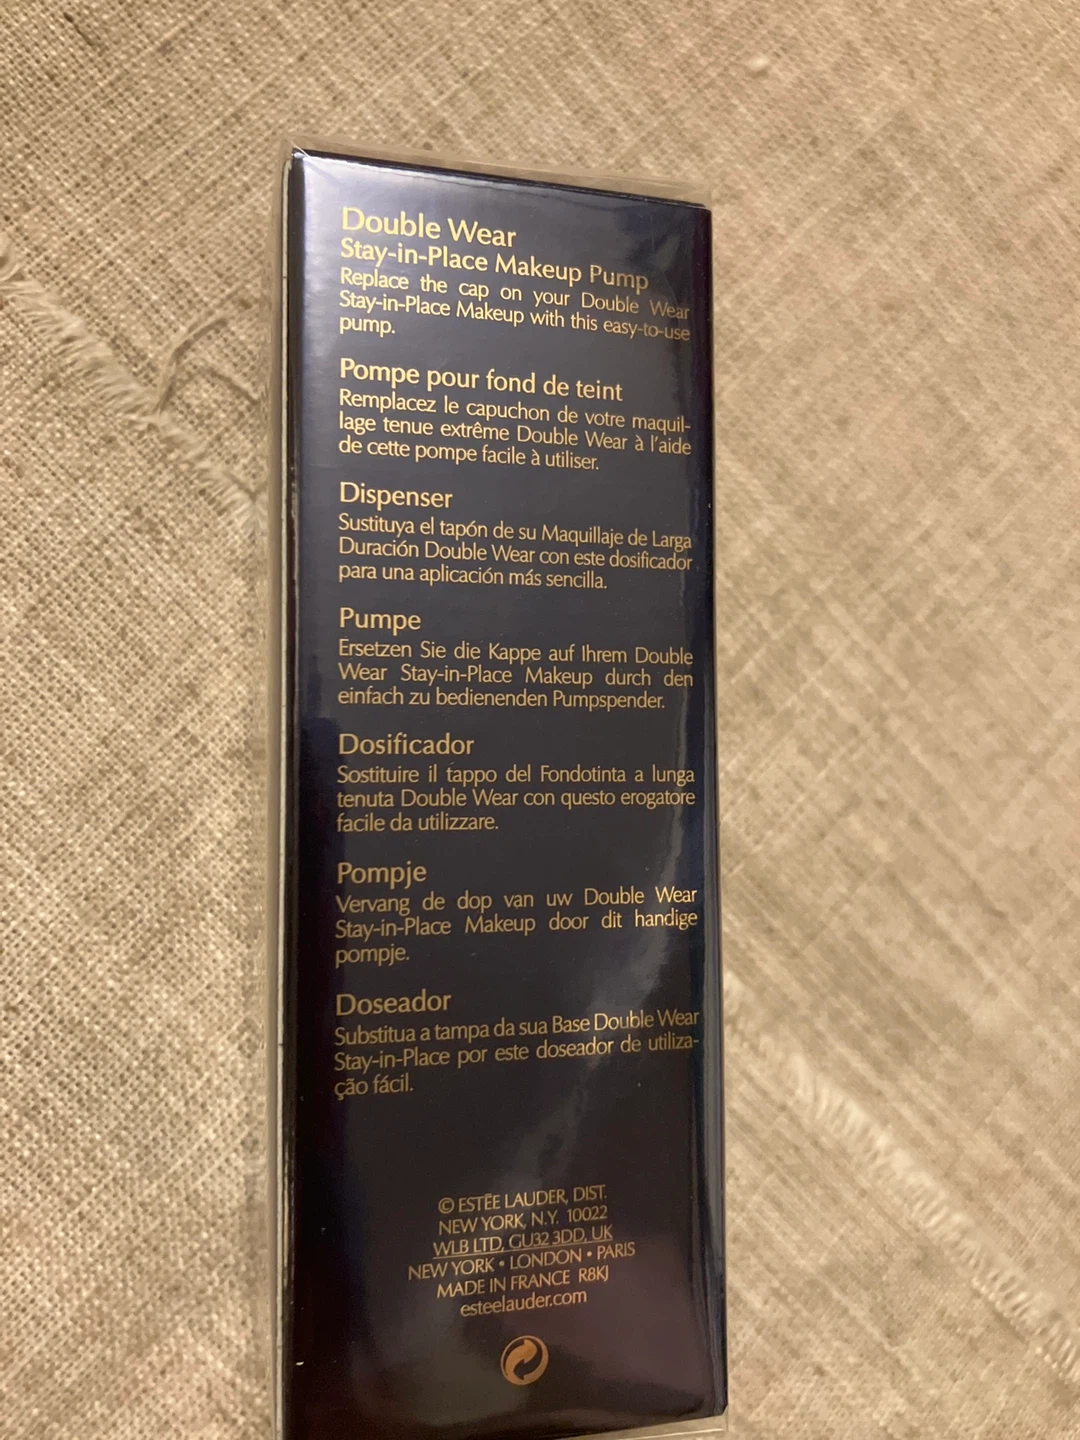 Double Wear
Stay-in-Place Makeup Pump
Replace the cap on your Double Wear
Stay-in-Place Makeup with this easy-to-use
pump.
Pompe pour fond de teint
Remplacez le capuchon de votre maquil-
lage tenue extrême Double Wear à l'aide
de cette pompe facile à utiliser.
Dispenser
Sustituya el tapón de su Maquillaje de Larga
Duración Double Wear con este dosificador
para una aplicación más sencilla.
Pumpe
Ersetzen Sie die Kappe auf Ihrem Double
Wear Stay-in-Place Makeup durch den
einfach zu bedienenden Pumpspender.
Dosificador
Sostituire il tappo del Fondotinta a lunga
tenuta Double Wear con questo erogatore
facile da utilizzare.
Pompje
Vervang de dop van uw Double Wear
Stay-in-Place Makeup door dit handige
pompje.
Doseador
Substitua a tampa da sua Base Double Wear
Stay-in-Place por este doseador de utiliza-
ção fácil.
© ESTĒE LAUDER, DIST.
NEW YORK, N.Y. 10022
WLB LTD, GU32 3DD, UK
NEW YORK • LONDON • PARIS
MADE IN FRANCE R8KJ
esteelauder.com